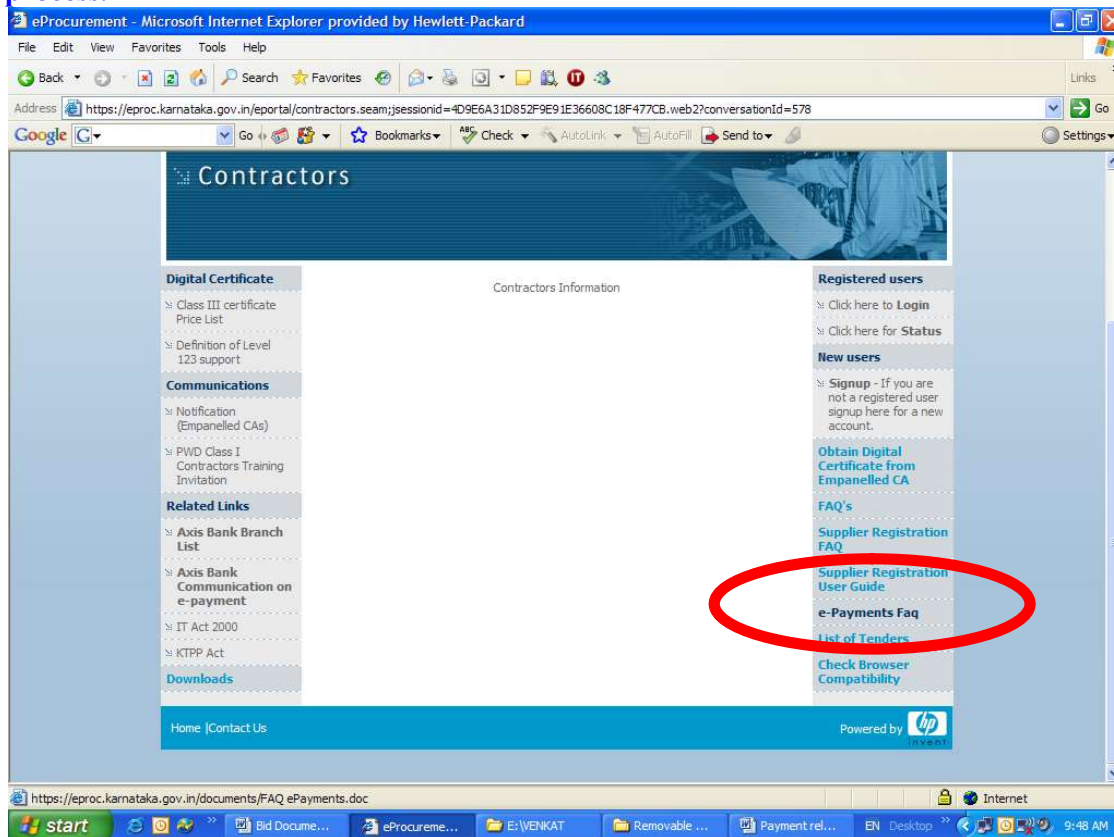 eProcurement - Microsoft Internet Explorer provided by Hewlett-Packard
File Edit View Favorites Tools Help
Back Search Favorites Links
Address https://eproc.karnataka.gov.in/eportal/contractors.seam;jsessionid=4D9E6A31D852F9E91E36608C18F477CB.web2?conversationId=578 Go
Google G Go Bookmarks ABC Check AutoLink AutoFill Send to Settings
Contractors
Digital Certificate
Class III certificate
Price List
Definition of Level
123 support
Communications
Notification
(Empanelled CAs)
PWD Class I
Contractors Training
Invitation
Related Links
Axis Bank Branch
List
Axis Bank
Communication on
e-payment
IT Act 2000
KTPP Act
Downloads
Contractors Information
Registered users
Click here to Login
Click here for Status
New users
Signup - If you are
not a registered user
signup here for a new
account.
Obtain Digital
Certificate from
Empanelled CA
FAQ's
Supplier Registration
FAQ
Supplier Registration
User Guide
e-Payments Faq
List of Tenders
Check Browser
Compatibility
Home |Contact Us
Powered by hp
invent
https://eproc.karnataka.gov.in/documents/FAQ ePayments.doc Internet
start Bid Docume... eProcureme... E:\VENKAT Removable ... Payment rel... EN Desktop 9:48 AM